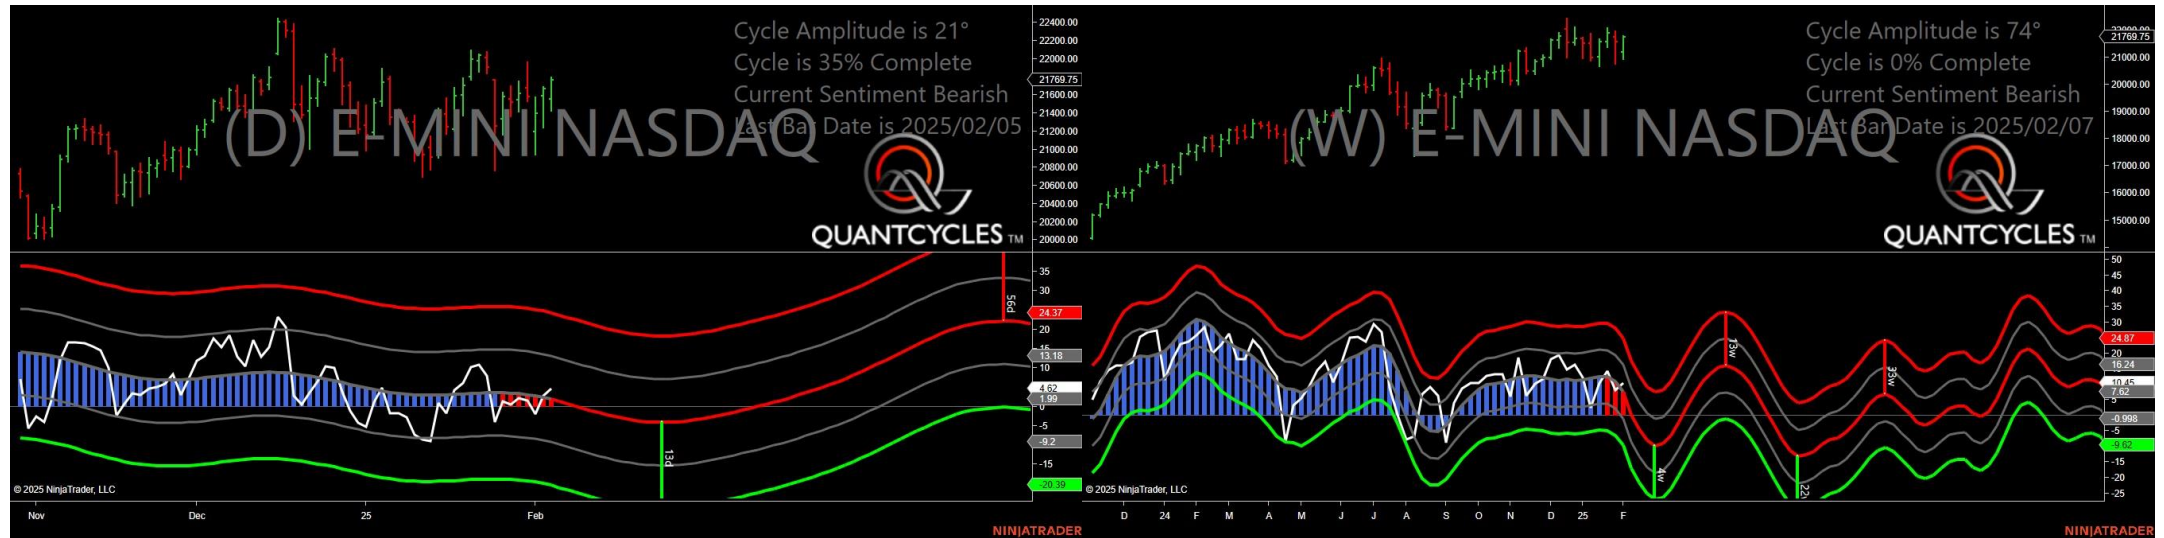 Cycle Amplitude is 21°
Cycle is 35% Complete
Current Sentiment Bearish
Last Bar Date is 2025/02/05
(D) E-MINI NASDAQ
QUANTCYCLES TM
22400.00
22200.00
22000.00
21769.75
21600.00
21400.00
21200.00
21000.00
20800.00
20600.00
20400.00
20200.00
20000.00
35
30
24.37
20
15
13.18
10
4.62
1.99
0
-5
-9.2
-15
-20.39
56d
13d
© 2025 NinjaTrader, LLC
Nov
Dec
25
Feb
NINJATRADER
Cycle Amplitude is 74°
Cycle is 0% Complete
Current Sentiment Bearish
Last Bar Date is 2025/02/07
(W) E-MINI NASDAQ
QUANTCYCLES TM
22000.00
21769.75
21000.00
20000.00
19000.00
18000.00
17000.00
16000.00
15000.00
50
45
40
35
30
24.87
20
16.24
10.45
7.62
5
-0.998
-5
-9.62
-15
-20
-25
13w
33w
4w
© 2025 NinjaTrader, LLC
D
24
F
M
A
M
J
J
A
S
O
N
D
25
F
NINJATRADER